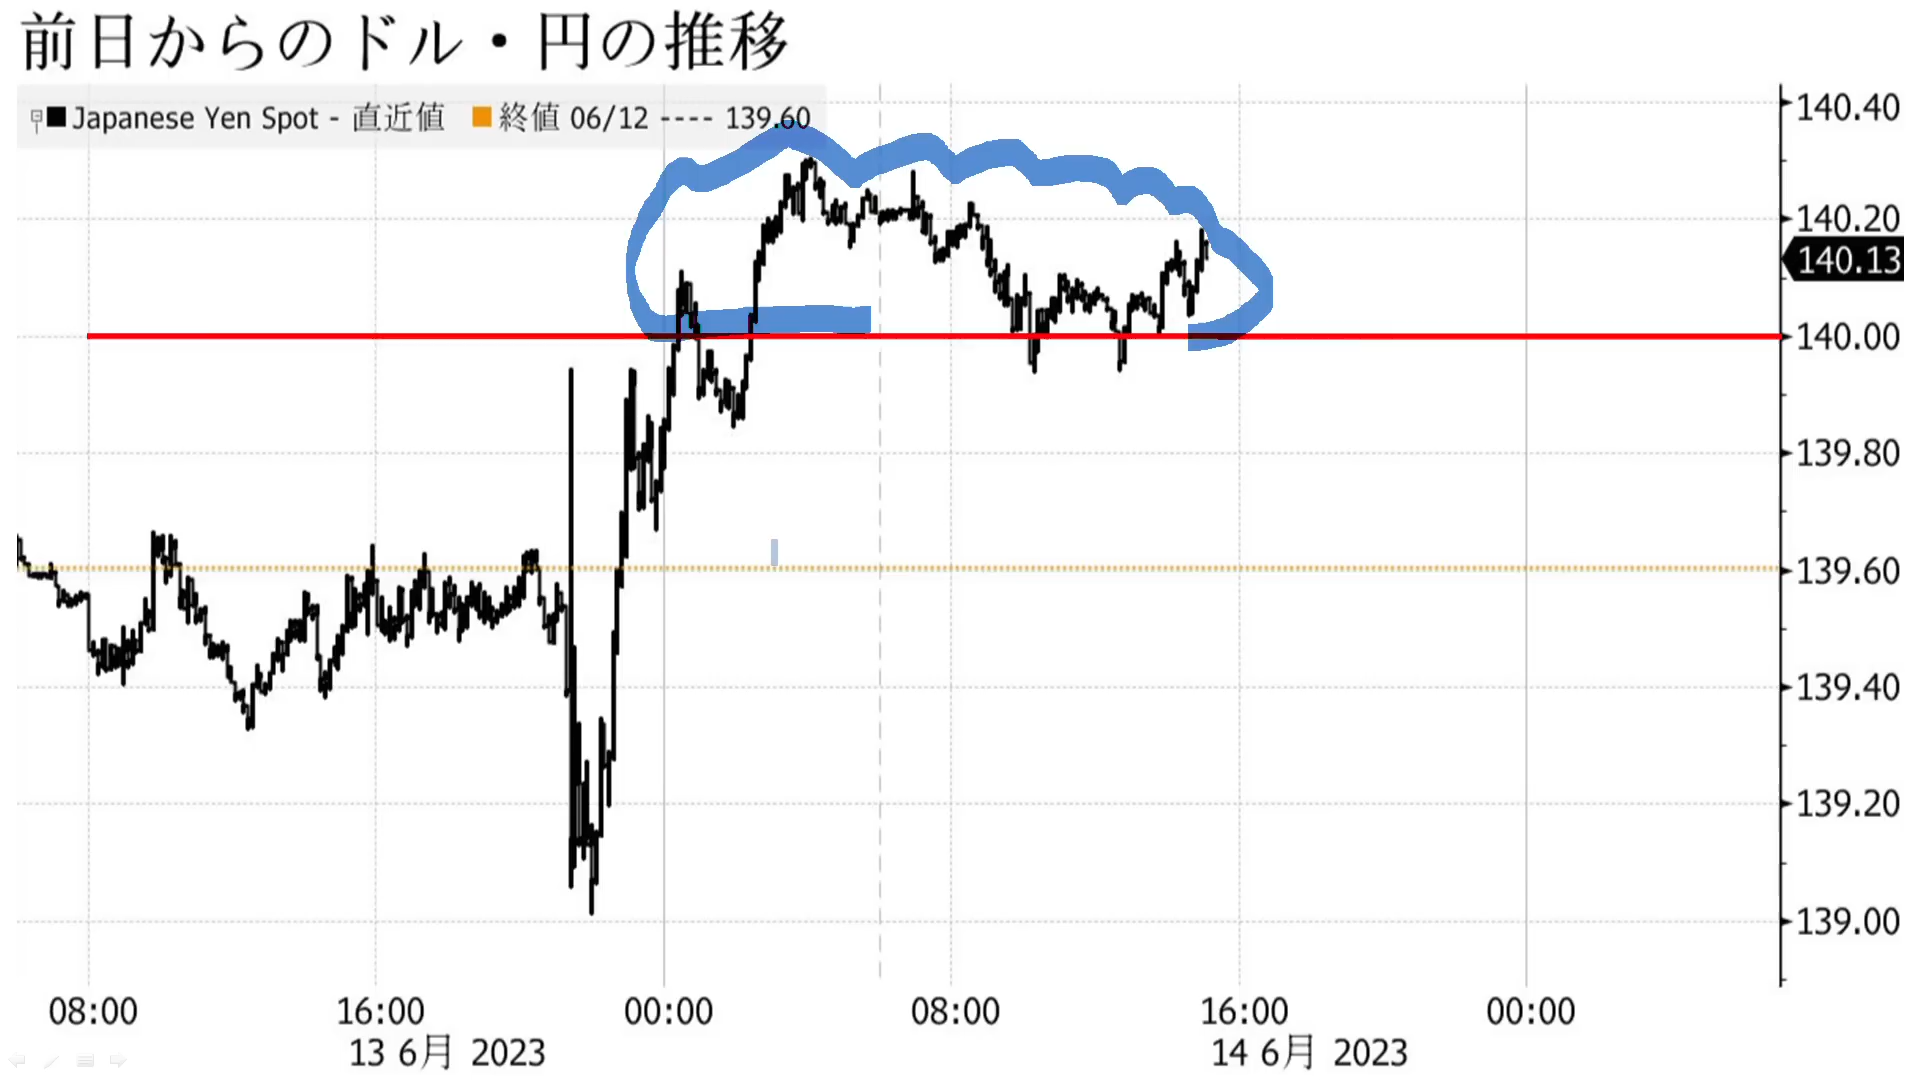 前日からのドル・円の推移
Japanese Yen Spot - 直近値 終値 06/12 ---- 139.60
140.40
140.20
140.13
140.00
139.80
139.60
139.40
139.20
139.00
08:00 16:00 00:00 08:00 16:00 00:00
13 6月 2023 14 6月 2023